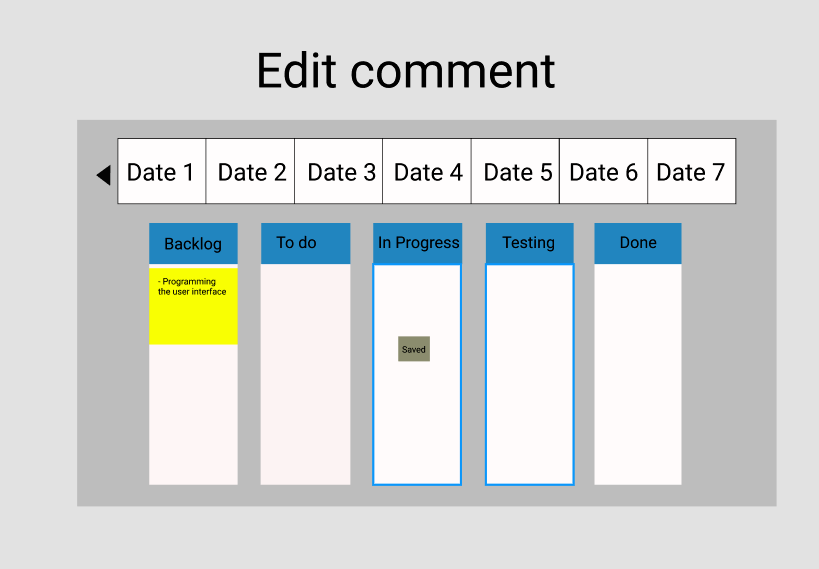 Edit comment
Date 1
Date 2
Date 3
Date 4
Date 5
Date 6
Date 7
Backlog
To do
In Progress
Testing
Done
- Programming
the user interface
Saved